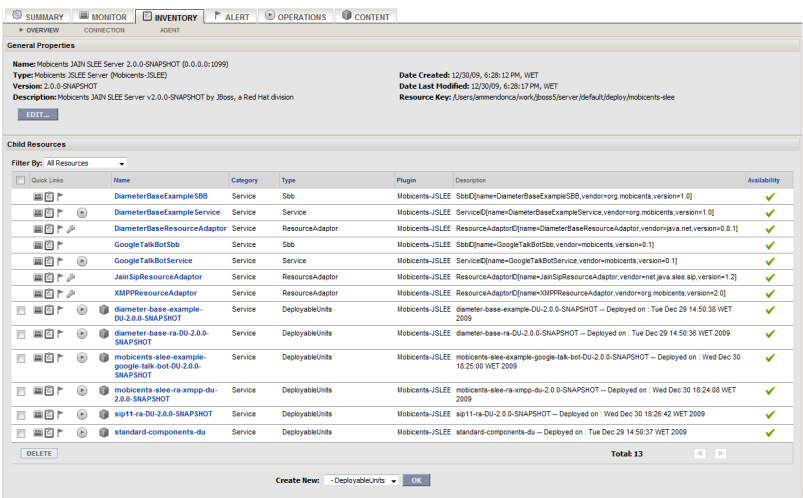 SUMMARY MONITOR INVENTORY ALERT OPERATIONS CONTENT
OVERVIEW CONNECTION AGENT
General Properties
Name: Mobicents JAIN SLEE Server 2.0.0-SNAPSHOT (0.0.0.0:1099)
Type: Mobicents JSLEE Server (Mobicents-JSLEE) Date Created: 12/30/09, 6:28:12 PM, WET
Version: 2.0.0-SNAPSHOT Date Last Modified: 12/30/09, 6:28:17 PM, WET
Description: Mobicents JAIN SLEE Server v2.0.0-SNAPSHOT by JBoss, a Red Hat division Resource Key: /Users/ammendonca/work/jboss5/server/default/deploy/mobicents-slee
EDIT...
Child Resources
Filter By: All Resources
Quick Links Name Category Type Plugin Description Availability
DiameterBaseExampleSBB Service Sbb Mobicents-JSLEE SbbID[name=DiameterBaseExampleSBB,vendor=org.mobicents,version=1.0]
DiameterBaseExampleService Service Service Mobicents-JSLEE ServiceID[name=DiameterBaseExampleService,vendor=org.mobicents,version=1.0]
DiameterBaseResourceAdaptor Service ResourceAdaptor Mobicents-JSLEE ResourceAdaptorID[name=DiameterBaseResourceAdaptor,vendor=java.net,version=0.8.1]
GoogleTalkBotSbb Service Sbb Mobicents-JSLEE SbbID[name=GoogleTalkBotSbb,vendor=mobicents,version=0.1]
GoogleTalkBotService Service Service Mobicents-JSLEE ServiceID[name=GoogleTalkBotService,vendor=mobicents,version=0.1]
JainSipResourceAdaptor Service ResourceAdaptor Mobicents-JSLEE ResourceAdaptorID[name=JainSipResourceAdaptor,vendor=net.java.slee.sip,version=1.2]
XMPPResourceAdaptor Service ResourceAdaptor Mobicents-JSLEE ResourceAdaptorID[name=XMPPResourceAdaptor,vendor=org.mobicents,version=2.0]
diameter-base-example- Service DeployableUnits Mobicents-JSLEE diameter-base-example-DU-2.0.0-SNAPSHOT -- Deployed on : Tue Dec 29 14:50:38 WET
DU-2.0.0-SNAPSHOT 2009
diameter-base-ra-DU-2.0.0- Service DeployableUnits Mobicents-JSLEE diameter-base-ra-DU-2.0.0-SNAPSHOT -- Deployed on : Tue Dec 29 14:50:36 WET 2009
SNAPSHOT
mobicents-slee-example- Service DeployableUnits Mobicents-JSLEE mobicents-slee-example-google-talk-bot-DU-2.0.0-SNAPSHOT -- Deployed on : Wed Dec 30
google-talk-bot-DU-2.0.0- 18:25:00 WET 2009
SNAPSHOT
mobicents-slee-ra-xmpp-du- Service DeployableUnits Mobicents-JSLEE mobicents-slee-ra-xmpp-du-2.0.0-SNAPSHOT -- Deployed on : Wed Dec 30 18:24:08 WET
2.0.0-SNAPSHOT 2009
sip11-ra-DU-2.0.0-SNAPSHOT Service DeployableUnits Mobicents-JSLEE sip11-ra-DU-2.0.0-SNAPSHOT -- Deployed on : Wed Dec 30 18:26:42 WET 2009
standard-components-du Service DeployableUnits Mobicents-JSLEE standard-components-du -- Deployed on : Tue Dec 29 14:50:37 WET 2009
DELETE Total: 13
Create New: - DeployableUnits OK